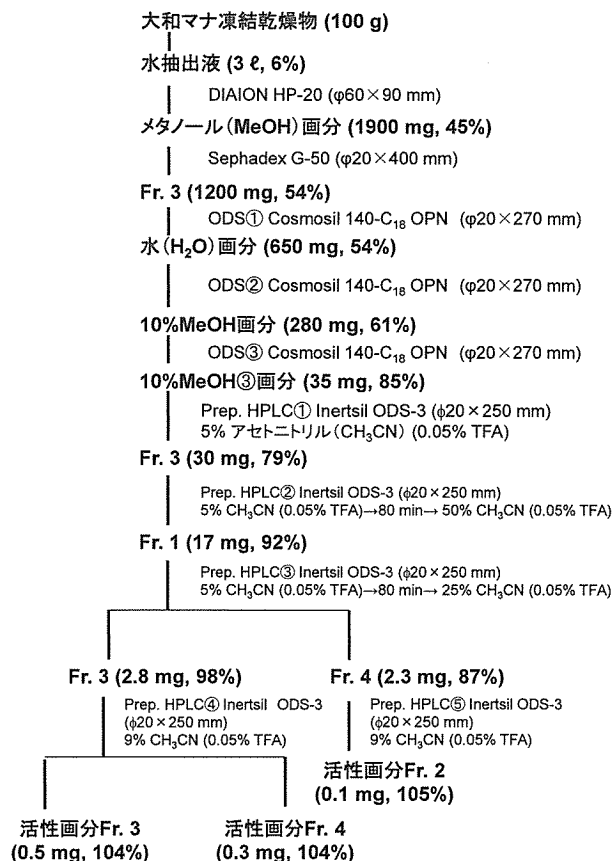 大和マナ凍結乾燥物 (100 g)
水抽出液 (3 ℓ, 6%)
DIAION HP-20 (φ60×90 mm)
メタノール(MeOH)画分 (1900 mg, 45%)
Sephadex G-50 (φ20×400 mm)
Fr. 3 (1200 mg, 54%)
ODS① Cosmosil 140-C₁₈ OPN (φ20×270 mm)
水(H₂O)画分 (650 mg, 54%)
ODS② Cosmosil 140-C₁₈ OPN (φ20×270 mm)
10%MeOH画分 (280 mg, 61%)
ODS③ Cosmosil 140-C₁₈ OPN (φ20×270 mm)
10%MeOH③画分 (35 mg, 85%)
Prep. HPLC① Inertsil ODS-3 (ϕ20×250 mm)
5% アセトニトリル(CH₃CN) (0.05% TFA)
Fr. 3 (30 mg, 79%)
Prep. HPLC② Inertsil ODS-3 (ϕ20×250 mm)
5% CH₃CN (0.05% TFA)→80 min→ 50% CH₃CN (0.05% TFA)
Fr. 1 (17 mg, 92%)
Prep. HPLC③ Inertsil ODS-3 (ϕ20×250 mm)
5% CH₃CN (0.05% TFA)→80 min→ 25% CH₃CN (0.05% TFA)
Fr. 3 (2.8 mg, 98%)
Prep. HPLC④ Inertsil ODS-3
(ϕ20×250 mm)
9% CH₃CN (0.05% TFA)
Fr. 4 (2.3 mg, 87%)
Prep. HPLC⑤ Inertsil ODS-3
(ϕ20×250 mm)
9% CH₃CN (0.05% TFA)
活性画分Fr. 2
(0.1 mg, 105%)
活性画分Fr. 3
(0.5 mg, 104%)
活性画分Fr. 4
(0.3 mg, 104%)